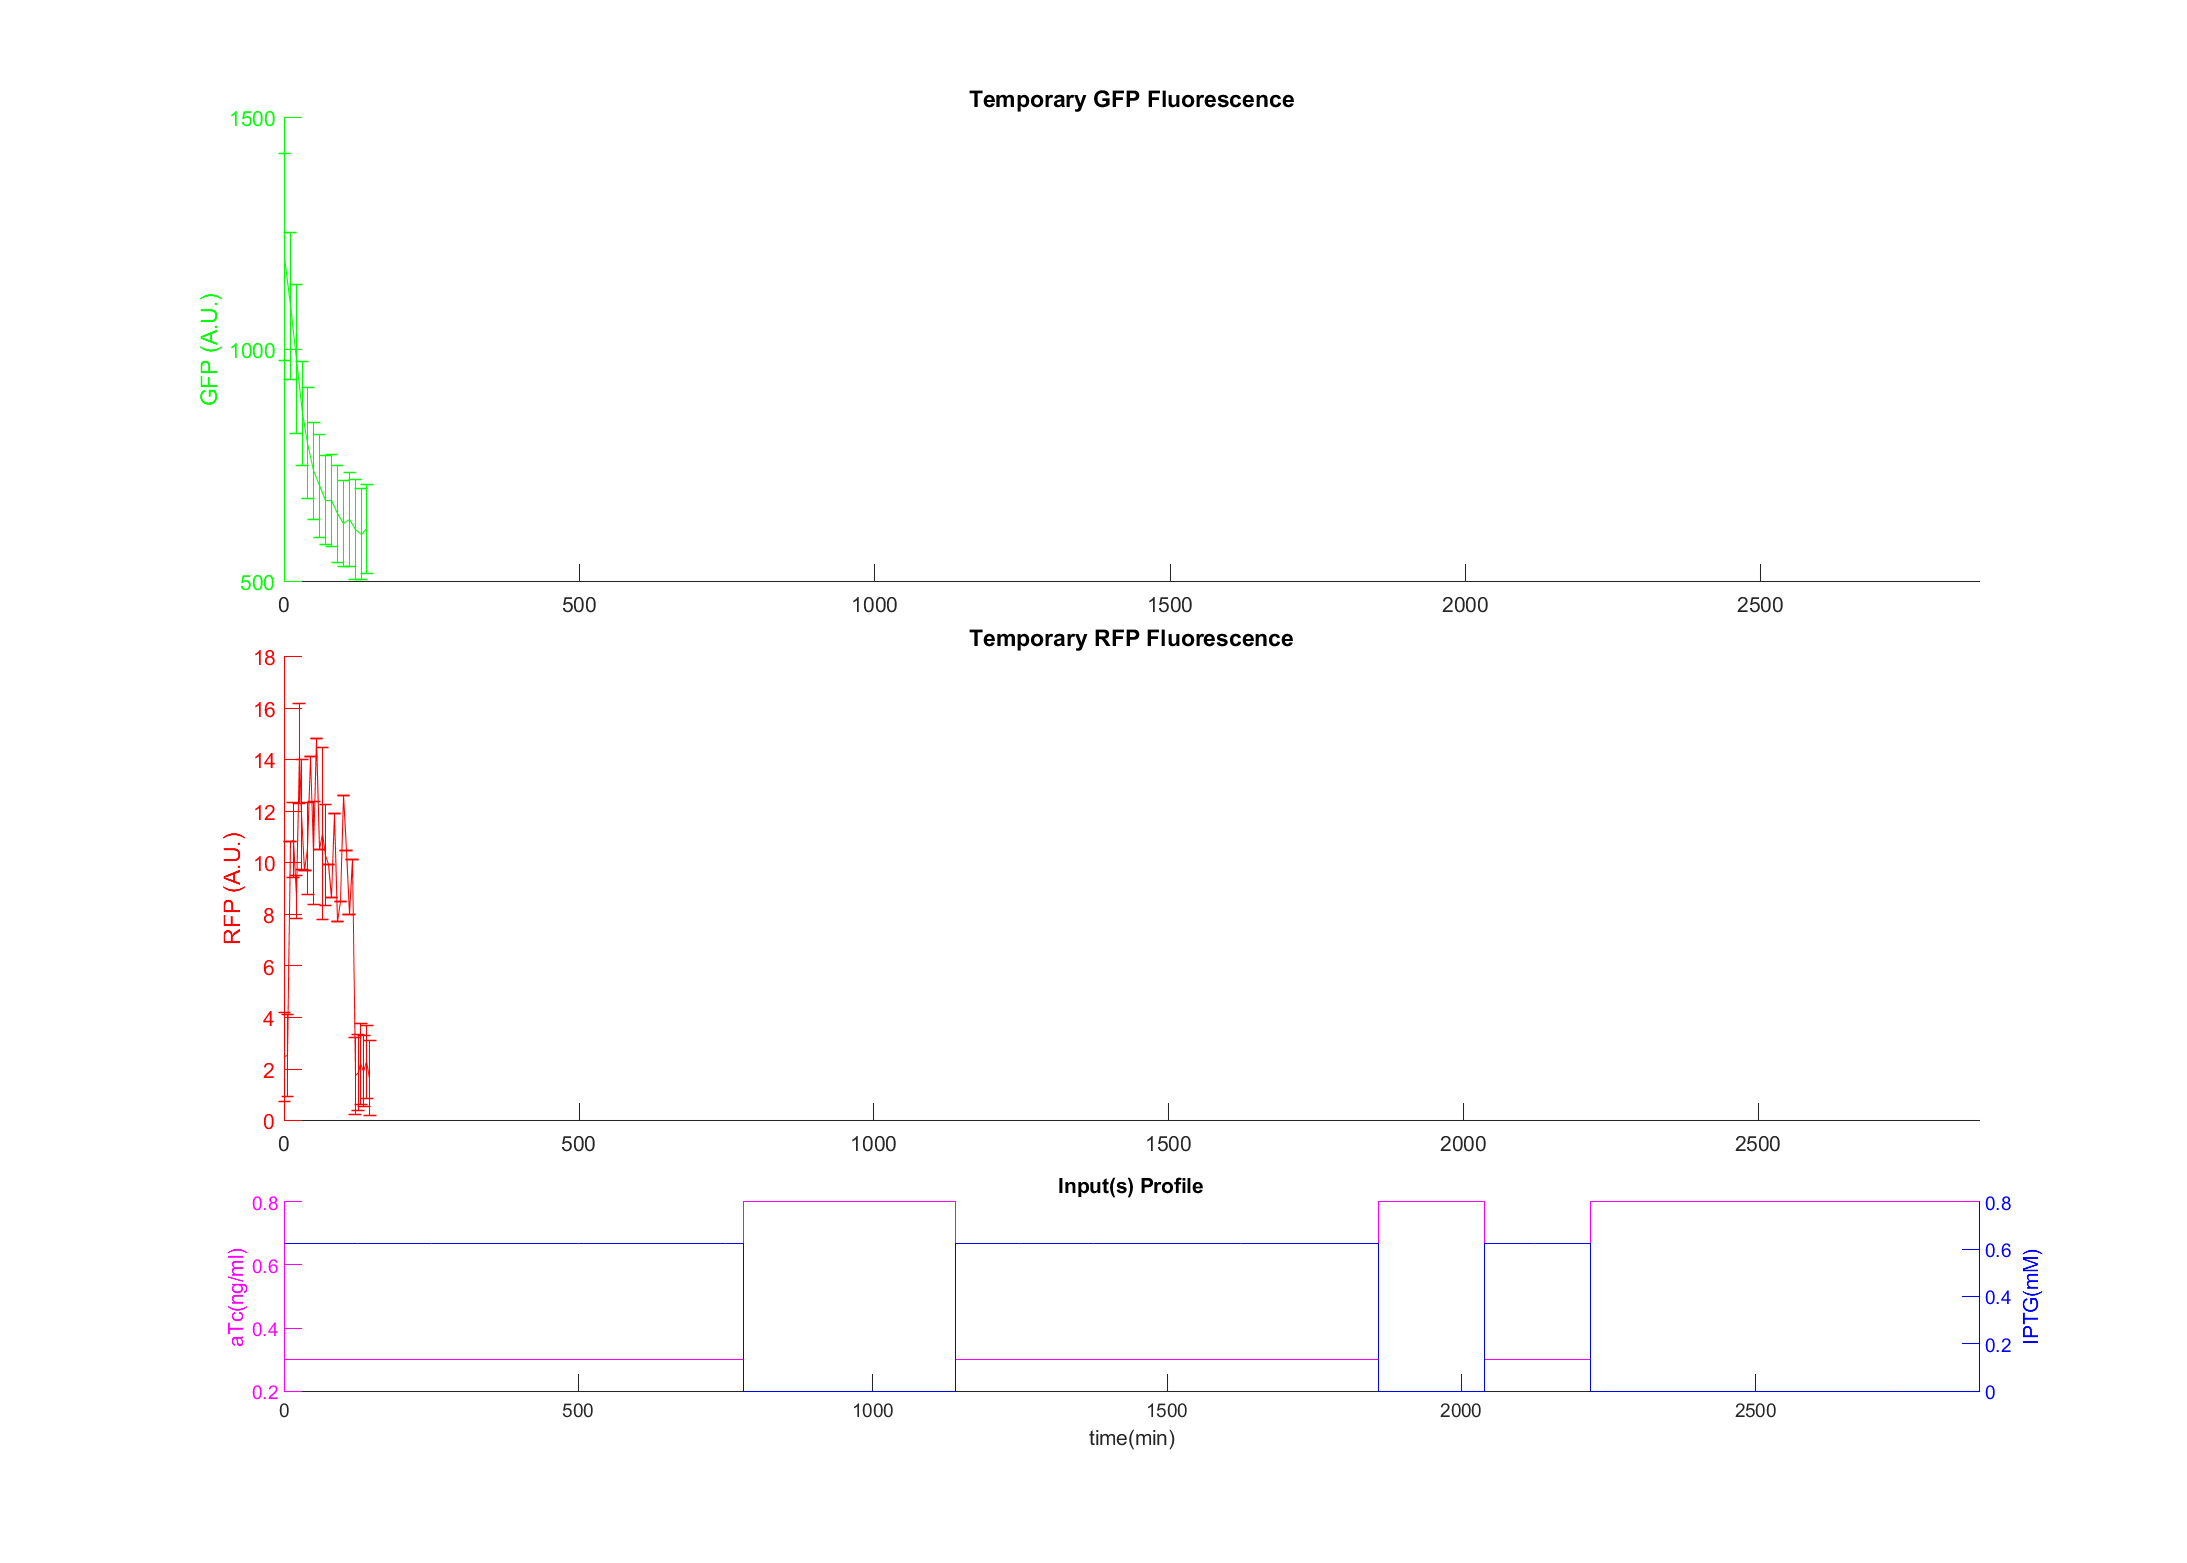 Temporary GFP Fluorescence
1500
1000
500
GFP (A.U.)
0 500 1000 1500 2000 2500
Temporary RFP Fluorescence
18
16
14
12
10
8
6
4
2
0
RFP (A.U.)
0 500 1000 1500 2000 2500
Input(s) Profile
0.8
0.6
0.4
0.2
aTc(ng/ml)
0.8
0.6
0.4
0.2
0
IPTG(mM)
0 500 1000 1500 2000 2500
time(min)